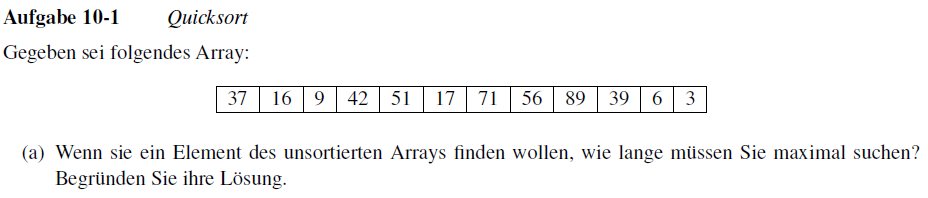 Aufgabe 10-1 Quicksort
Gegeben sei folgendes Array:
37 16 9 42 51 17 71 56 89 39 6 3
(a) Wenn sie ein Element des unsortierten Arrays finden wollen, wie lange müssen Sie maximal suchen?
Begründen Sie ihre Lösung.